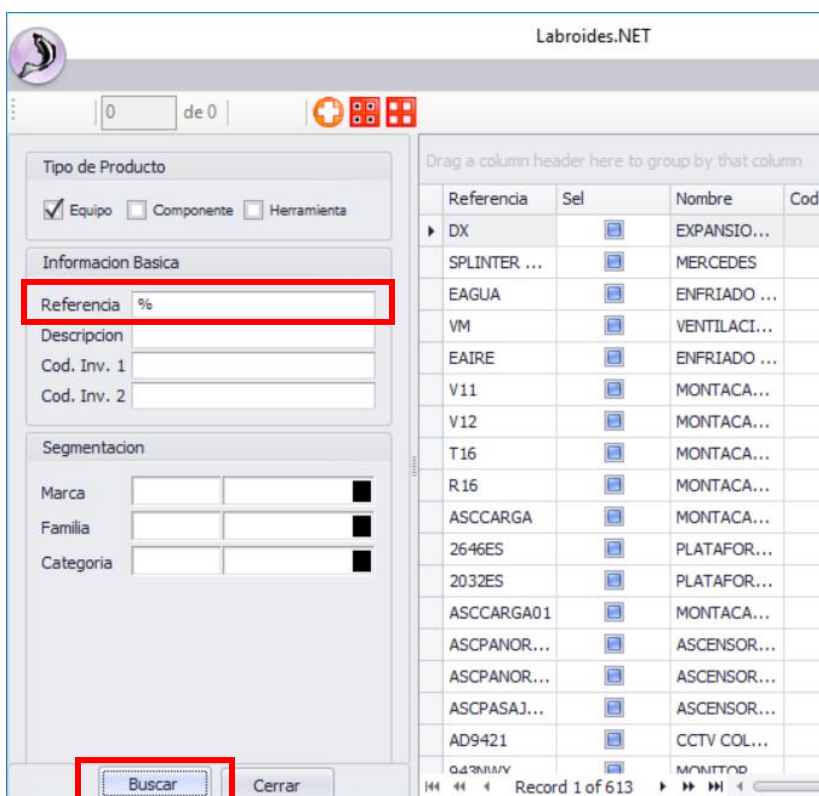 Labroides.NET
0 de 0
Tipo de Producto
Equipo Componente Herramienta
Informacion Basica
Referencia %
Descripcion
Cod. Inv. 1
Cod. Inv. 2
Segmentacion
Marca
Familia
Categoria
Buscar Cerrar
Drag a column header here to group by that column
Referencia Sel Nombre Cod
DX EXPANSIO...
SPLINTER ... MERCEDES
EAGUA ENFRIADO ...
VM VENTILACI...
EAIRE ENFRIADO ...
V11 MONTACA...
V12 MONTACA...
T16 MONTACA...
R16 MONTACA...
ASCCARGA MONTACA...
2646ES PLATAFOR...
2032ES PLATAFOR...
ASCCARGA01 MONTACA...
ASCPANOR... ASCENSOR...
ASCPANOR... ASCENSOR...
ASCPASAJ... ASCENSOR...
AD9421 CCTV COL...
943NWX MONITOR
Record 1 of 613